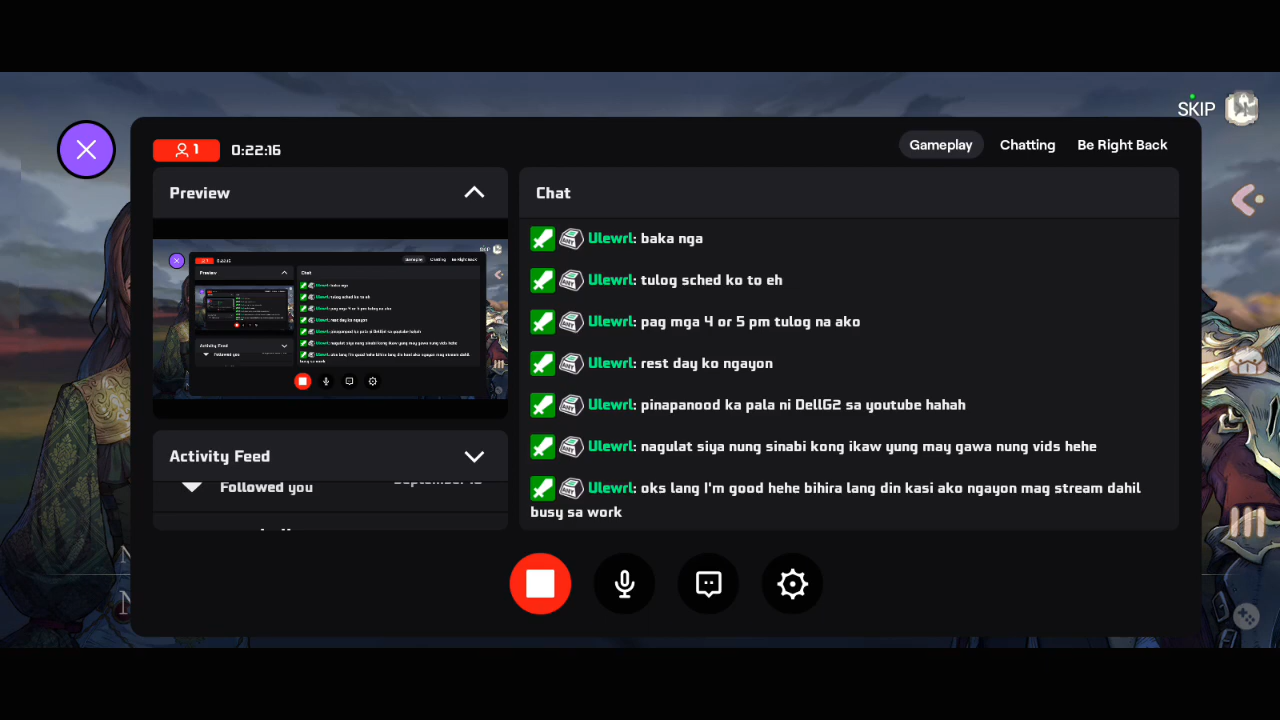 SKIP
1 0:22:16
Gameplay Chatting Be Right Back
Preview
Chat
Ulewrl: baka nga
Ulewrl: tulog sched ko to eh
Ulewrl: pag mga 4 or 5 pm tulog na ako
Ulewrl: rest day ko ngayon
Ulewrl: pinapanood ka pala ni DellG2 sa youtube hahah
Ulewrl: nagulat siya nung sinabi kong ikaw yung may gawa nung vids hehe
Ulewrl: oks lang I'm good hehe bihira lang din kasi ako ngayon mag stream dahil
busy sa work
Activity Feed
Followed you